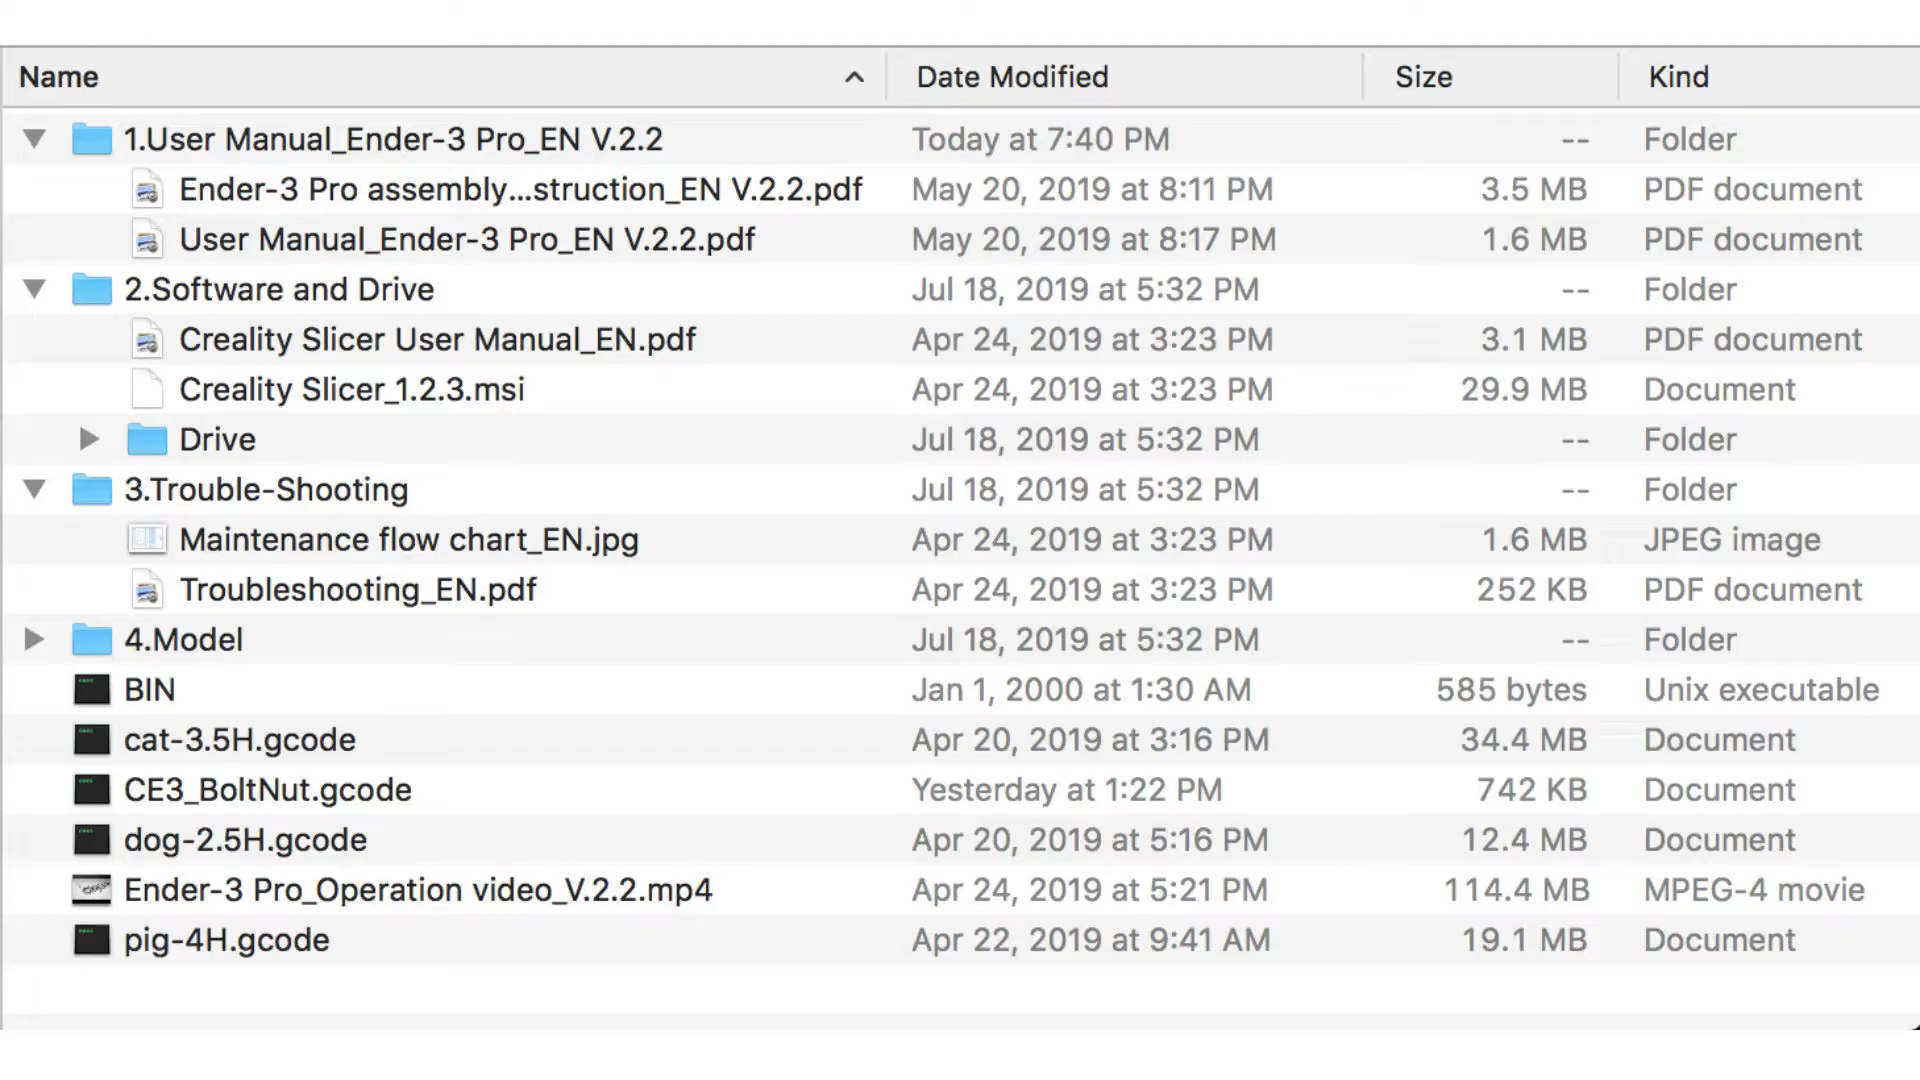 Name Date Modified Size Kind
1.User Manual_Ender-3 Pro_EN V.2.2 Today at 7:40 PM -- Folder
Ender-3 Pro assembly...struction_EN V.2.2.pdf May 20, 2019 at 8:11 PM 3.5 MB PDF document
User Manual_Ender-3 Pro_EN V.2.2.pdf May 20, 2019 at 8:17 PM 1.6 MB PDF document
2.Software and Drive Jul 18, 2019 at 5:32 PM -- Folder
Creality Slicer User Manual_EN.pdf Apr 24, 2019 at 3:23 PM 3.1 MB PDF document
Creality Slicer_1.2.3.msi Apr 24, 2019 at 3:23 PM 29.9 MB Document
Drive Jul 18, 2019 at 5:32 PM -- Folder
3.Trouble-Shooting Jul 18, 2019 at 5:32 PM -- Folder
Maintenance flow chart_EN.jpg Apr 24, 2019 at 3:23 PM 1.6 MB JPEG image
Troubleshooting_EN.pdf Apr 24, 2019 at 3:23 PM 252 KB PDF document
4.Model Jul 18, 2019 at 5:32 PM -- Folder
BIN Jan 1, 2000 at 1:30 AM 585 bytes Unix executable
cat-3.5H.gcode Apr 20, 2019 at 3:16 PM 34.4 MB Document
CE3_BoltNut.gcode Yesterday at 1:22 PM 742 KB Document
dog-2.5H.gcode Apr 20, 2019 at 5:16 PM 12.4 MB Document
Ender-3 Pro_Operation video_V.2.2.mp4 Apr 24, 2019 at 5:21 PM 114.4 MB MPEG-4 movie
pig-4H.gcode Apr 22, 2019 at 9:41 AM 19.1 MB Document